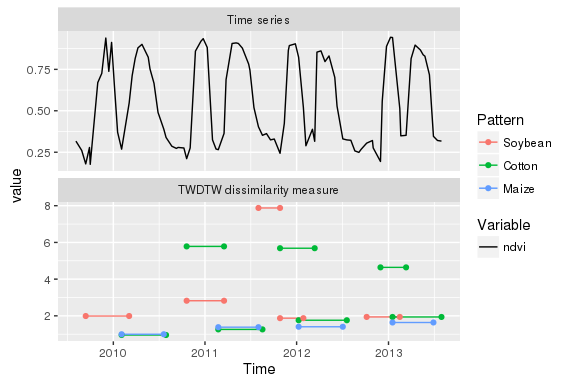 Time series
0.75
0.50
0.25
value
TWDTW dissimilarity measure
8
6
4
2
2010 2011 2012 2013
Time
Pattern
Soybean
Cotton
Maize
Variable
ndvi